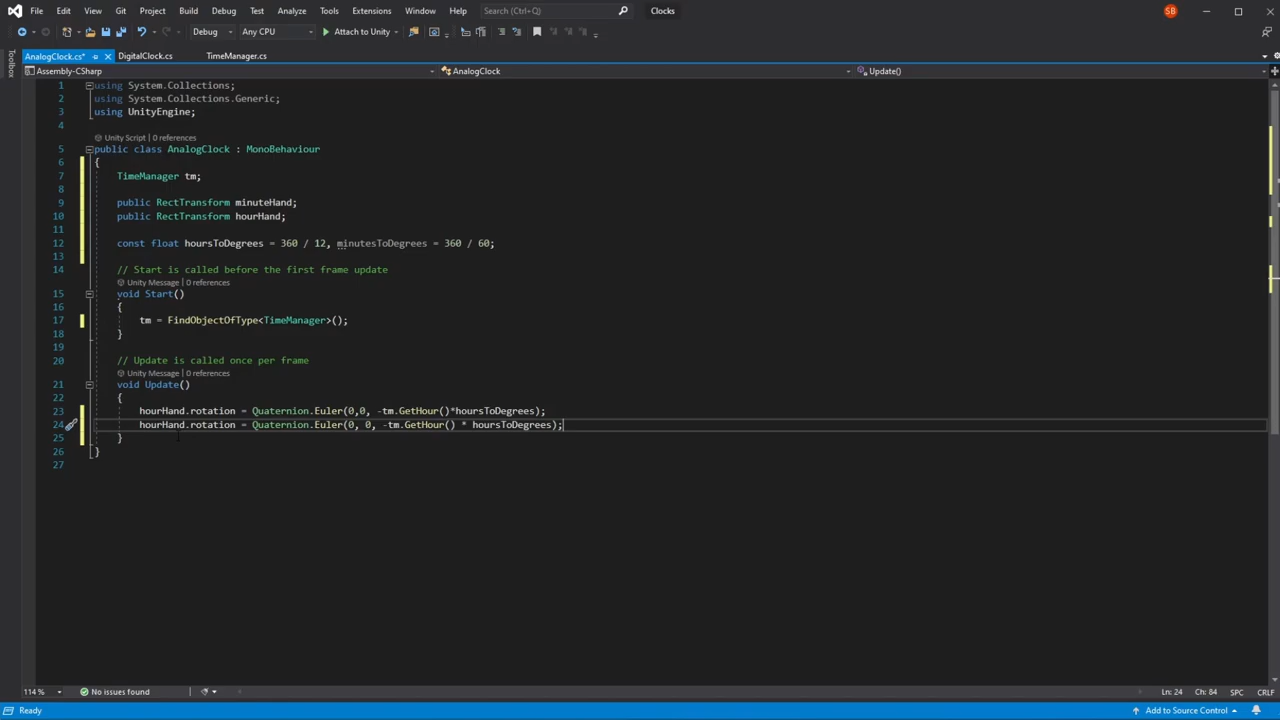 File Edit View Git Project Build Debug Test Analyze Tools Extensions Window Help Search (Ctrl+Q) Clocks SB
Debug Any CPU Attach to Unity
AnalogClock.cs* DigitalClock.cs TimeManager.cs
Toolbox
Assembly-CSharp AnalogClock Update()
1 using System.Collections;
2 using System.Collections.Generic;
3 using UnityEngine;
4
Unity Script | 0 references
5 public class AnalogClock : MonoBehaviour
6 {
7 TimeManager tm;
8
9 public RectTransform minuteHand;
10 public RectTransform hourHand;
11
12 const float hoursToDegrees = 360 / 12, minutesToDegrees = 360 / 60;
13
14 // Start is called before the first frame update
Unity Message | 0 references
15 void Start()
16 {
17 tm = FindObjectOfType<TimeManager>();
18 }
19
20 // Update is called once per frame
Unity Message | 0 references
21 void Update()
22 {
23 hourHand.rotation = Quaternion.Euler(0,0, -tm.GetHour()*hoursToDegrees);
24 hourHand.rotation = Quaternion.Euler(0, 0, -tm.GetHour() * hoursToDegrees);
25 }
26 }
27
114 % No issues found Ln: 24 Ch: 84 SPC CRLF
Ready Add to Source Control